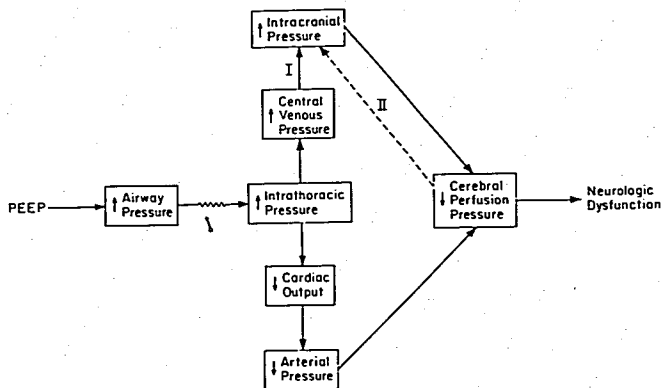 ↑ Intracranial
Pressure
I
II
↑ Central
Venous
Pressure
PEEP
↑ Airway
Pressure
↑ Intrathoracic
Pressure
↓ Cerebral
Perfusion
Pressure
Neurologic
Dysfunction
↓ Cardiac
Output
↓ Arterial
Pressure